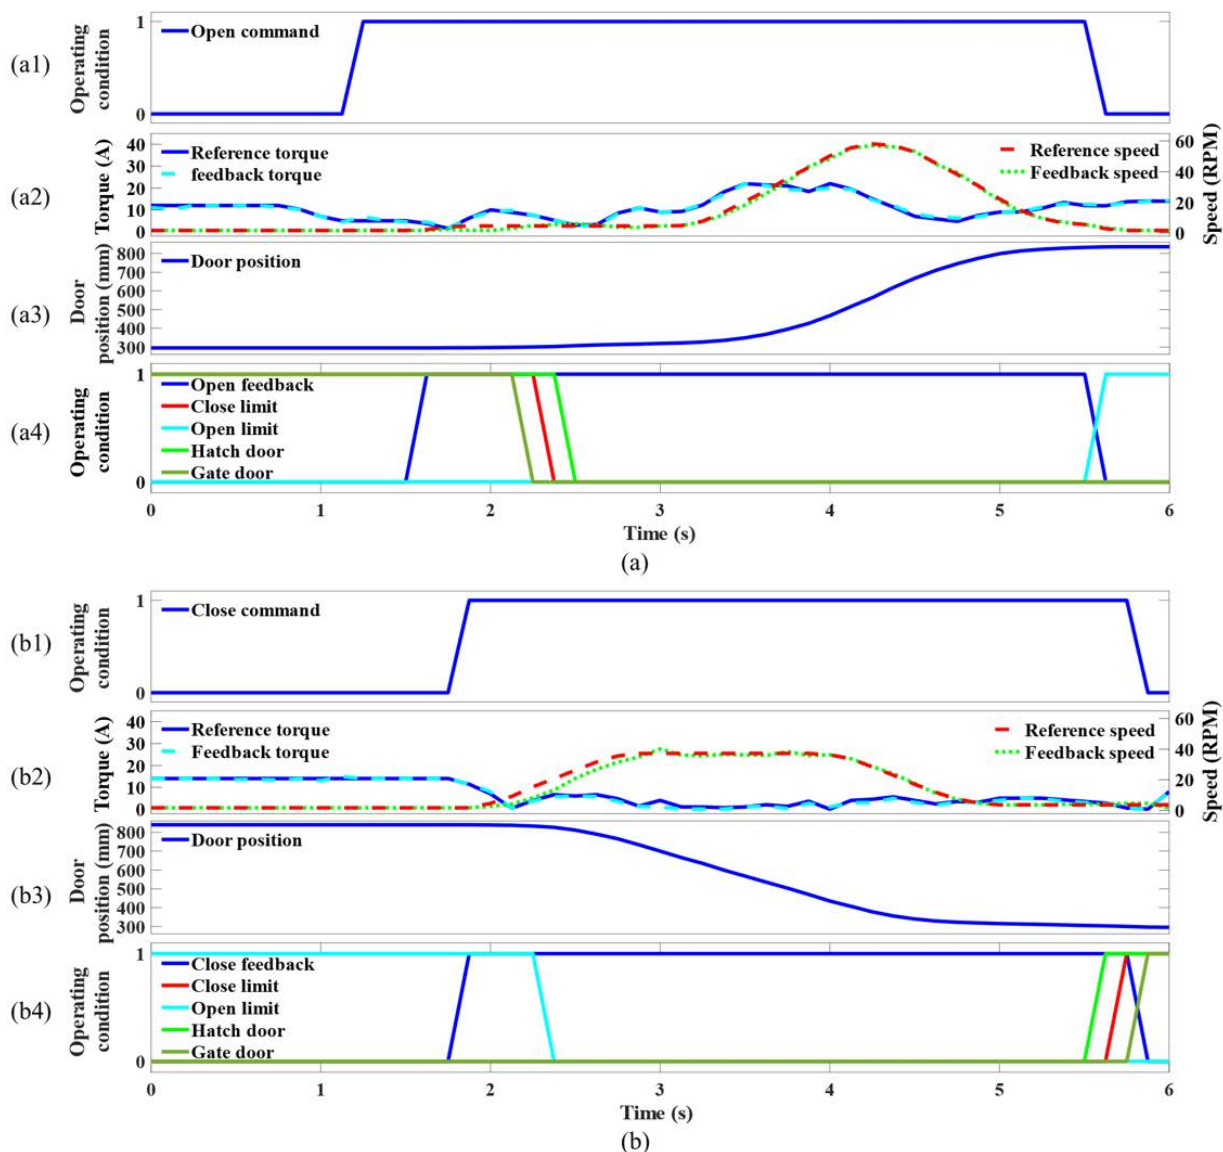 (a1)
Operating
condition
1
0
Open command
(a2)
Torque (A)
40
30
20
10
0
Reference torque
feedback torque
Reference speed
Feedback speed
60
40
20
0
Speed (RPM)
(a3)
Door
position (mm)
800
700
600
500
400
300
Door position
(a4)
Operating
condition
1
0
Open feedback
Close limit
Open limit
Hatch door
Gate door
0 1 2 3 4 5 6
Time (s)
(a)
(b1)
Operating
condition
1
0
Close command
(b2)
Torque (A)
40
30
20
10
0
Reference torque
Feedback torque
Reference speed
Feedback speed
60
40
20
0
Speed (RPM)
(b3)
Door
position (mm)
800
700
600
500
400
300
Door position
(b4)
Operating
condition
1
0
Close feedback
Close limit
Open limit
Hatch door
Gate door
0 1 2 3 4 5 6
Time (s)
(b)